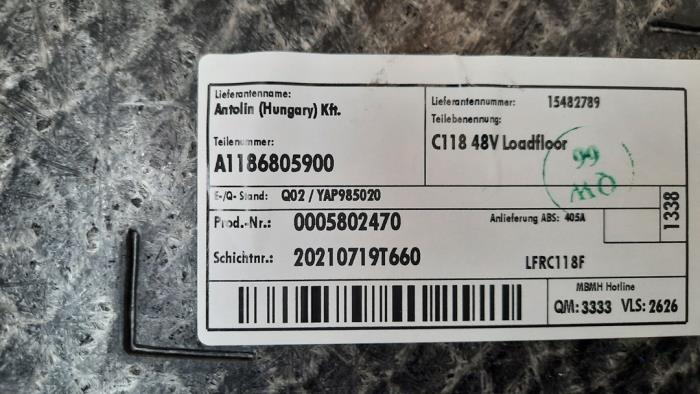 Lieferantenname:
Antolin (Hungary) Kft.
Lieferantennummer: 15482789
Teilebenennung:
C118 48V Loadfloor
Teilenummer:
A1186805900
E-/Q- Stand: Q02 / YAP985020
Prod.-Nr.: 0005802470
Anlieferung ABS: 405A
1338
Schichtnr.: 20210719T660
LFRC118F
MBMH Hotline
QM: 3333 VLS: 2626